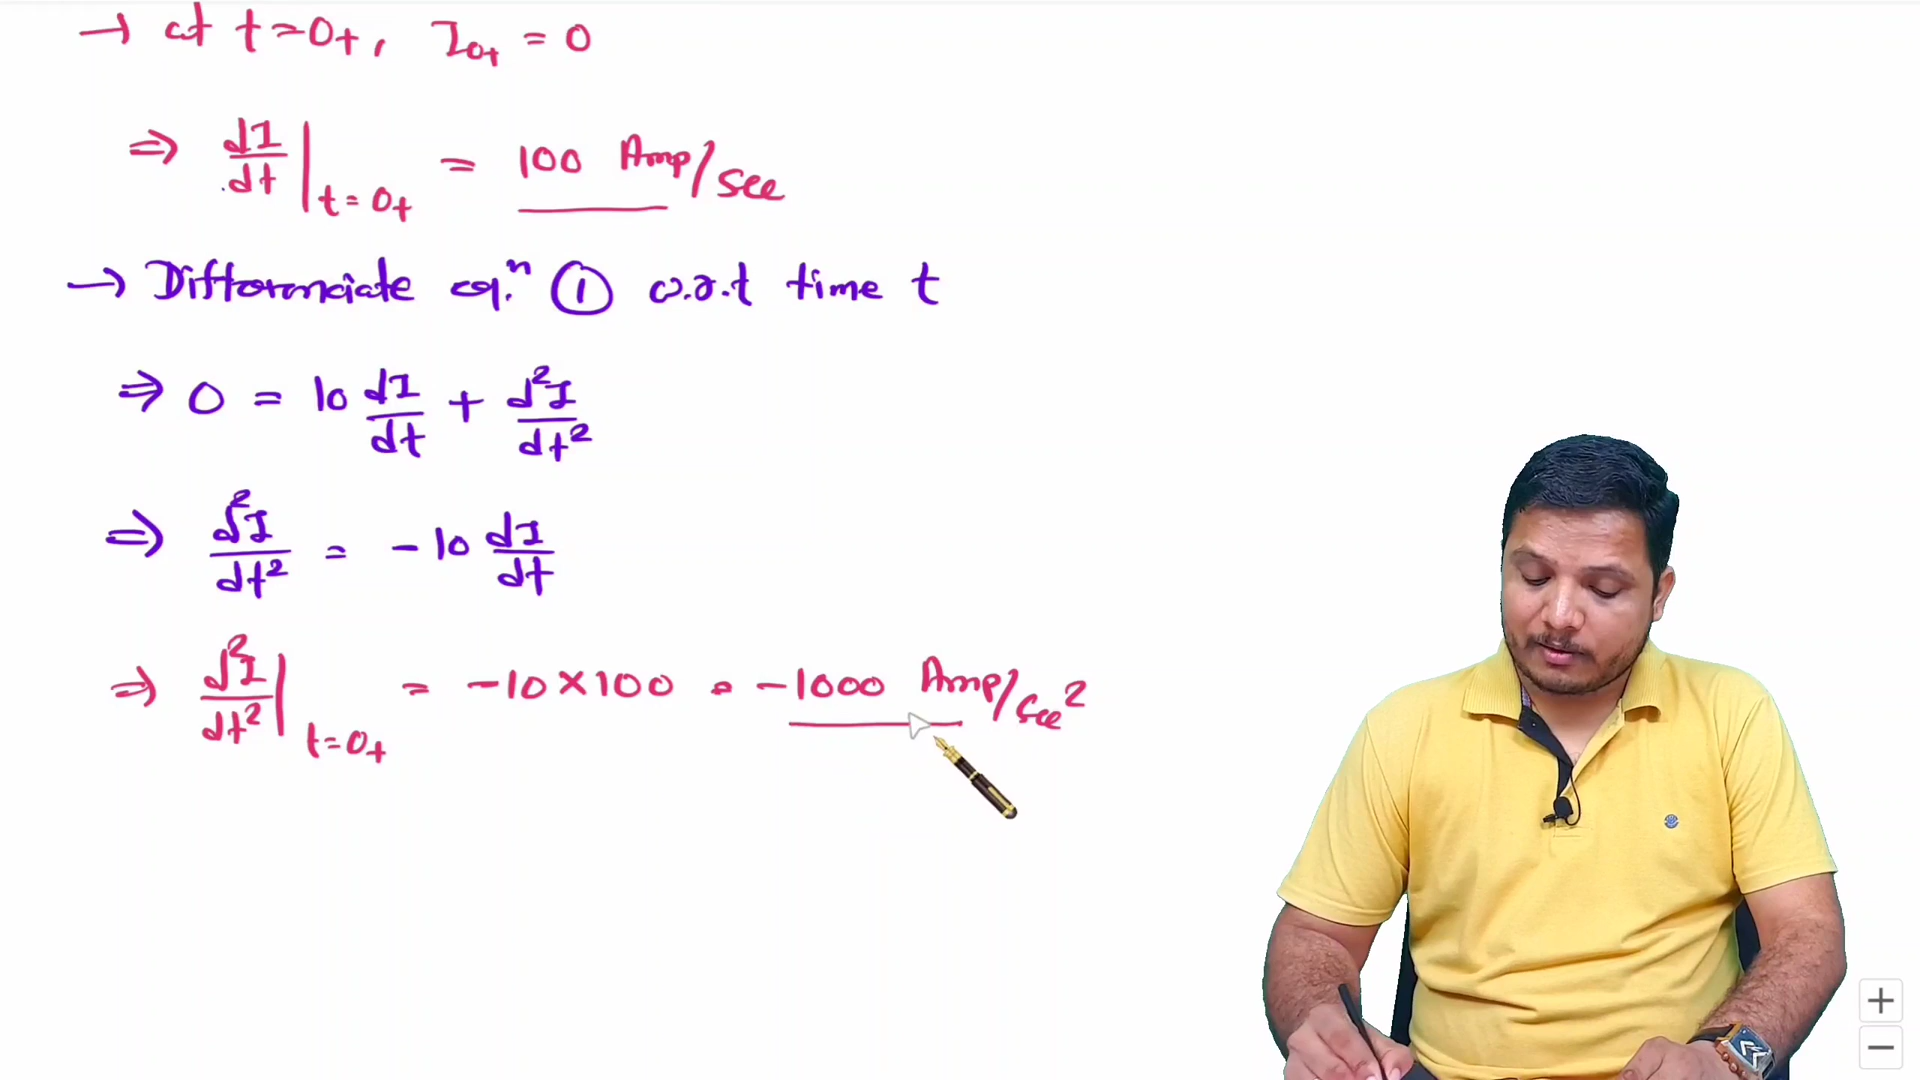 → at t=0+, I0+ = 0
⇒ dI/dt |t=0+ = 100 Amp/sec
→ Differenciate eq.n ① w.r.t time t
⇒ 0 = 10 dI/dt + d²I/dt²
⇒ d²I/dt² = -10 dI/dt
⇒ d²I/dt² |t=0+ = -10×100 = -1000 Amp/sec²